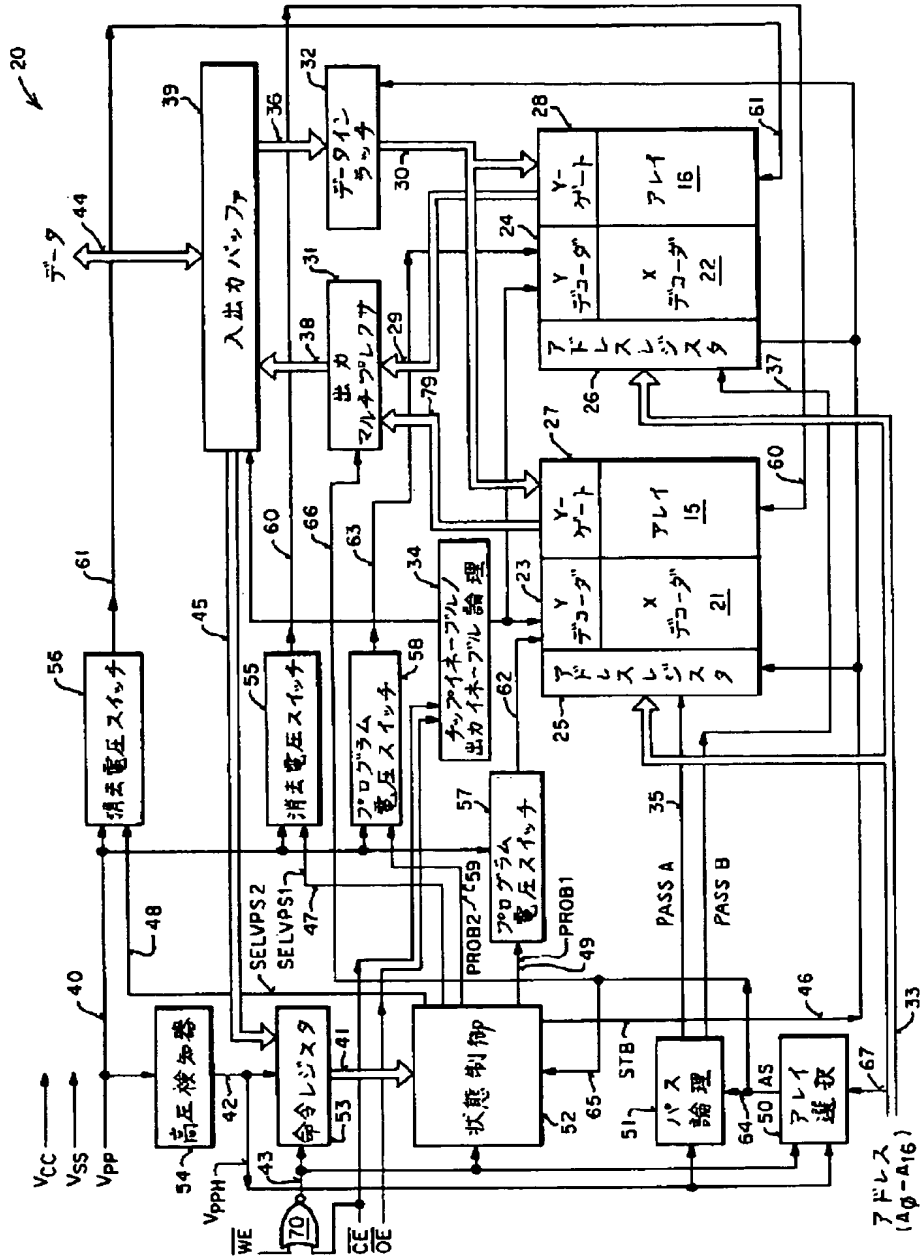 20
VCC
VSS
VPP
40
高圧検知器
54
42
VPPH
43
命令レジスタ
53
41
WE
70
CE
OE
48
SELVPS2
SELVPS1
47
PROB2
59
PROB1
49
状態制御
52
65
STB
46
パス論理
51
64
AS
50
アレイ選択
67
アドレス
(Aφ-A16)
33
消去電圧スイッチ
56
61
45
消去電圧スイッチ
55
60
66
プログラム電圧スイッチ
58
63
プログラム電圧スイッチ
57
62
チップイネーブル/出力イネーブル論理
34
データ
44
入出力バッファ
39
38
36
出力マルチプレクサ
31
データインラッチ
32
30
29
79
アドレスレジスタ
25
Yデコーダ
23
Y-ゲート
27
Xデコーダ
21
アレイ
15
アドレスレジスタ
26
Yデコーダ
24
Y-ゲート
28
Xデコーダ
22
アレイ
16
61
37
60
35
PASS A
PASS B